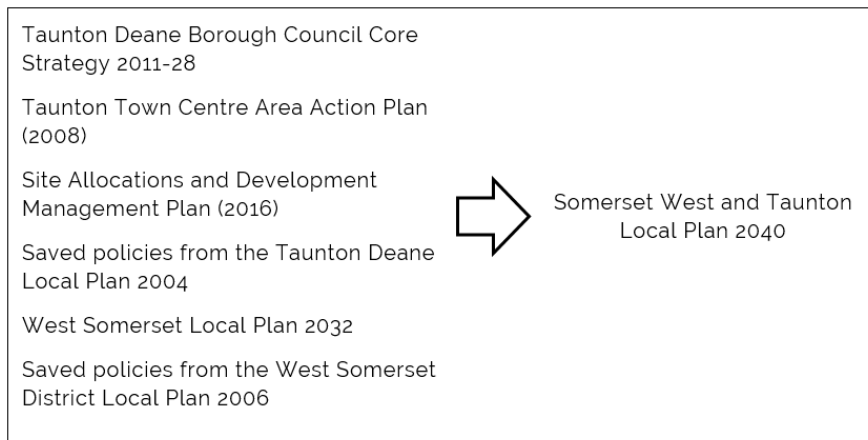 Taunton Deane Borough Council Core
Strategy 2011-28
Taunton Town Centre Area Action Plan
(2008)
Site Allocations and Development
Management Plan (2016)
Saved policies from the Taunton Deane
Local Plan 2004
West Somerset Local Plan 2032
Saved policies from the West Somerset
District Local Plan 2006
Somerset West and Taunton
Local Plan 2040